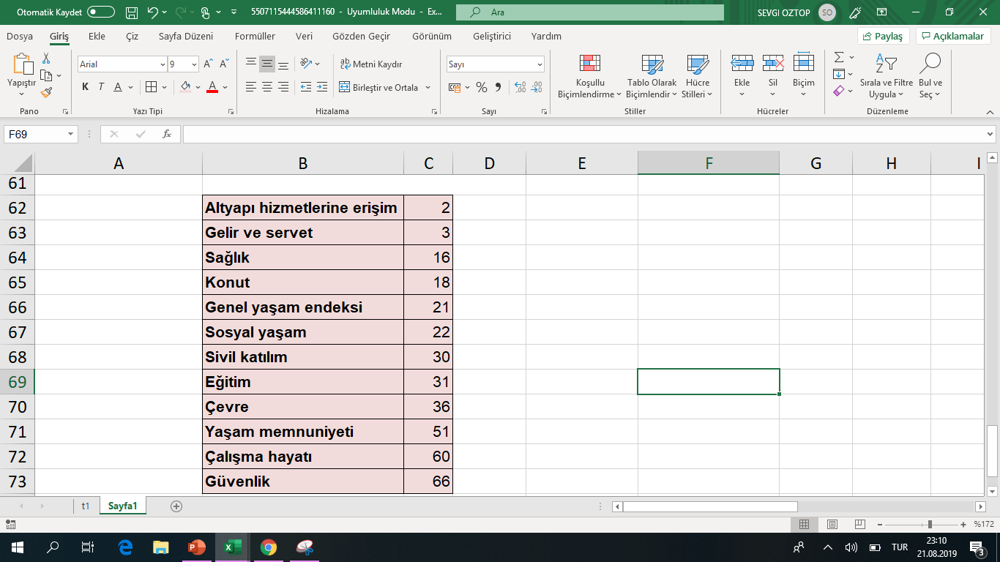 Otomatik Kaydet 5507115444586411160 - Uyumluluk Modu - Ex... Ara SEVGI OZTOP SO
Dosya Giriş Ekle Çiz Sayfa Düzeni Formüller Veri Gözden Geçir Görünüm Geliştirici Yardım Paylaş Açıklamalar
Yapıştır
Arial 9
K T A A
Metni Kaydır
Birleştir ve Ortala
Sayı
% 9
Koşullu Biçimlendirme
Tablo Olarak Biçimlendir
Hücre Stilleri
Ekle Sil Biçim
Sırala ve Filtre Uygula
Bul ve Seç
Pano Yazı Tipi Hizalama Sayı Stiller Hücreler Düzenleme
F69 fx
A B C D E F G H I
61
62 Altyapı hizmetlerine erişim 2
63 Gelir ve servet 3
64 Sağlık 16
65 Konut 18
66 Genel yaşam endeksi 21
67 Sosyal yaşam 22
68 Sivil katılım 30
69 Eğitim 31
70 Çevre 36
71 Yaşam memnuniyeti 51
72 Çalışma hayatı 60
73 Güvenlik 66
t1 Sayfa1
%172
TUR 23:10
21.08.2019 3